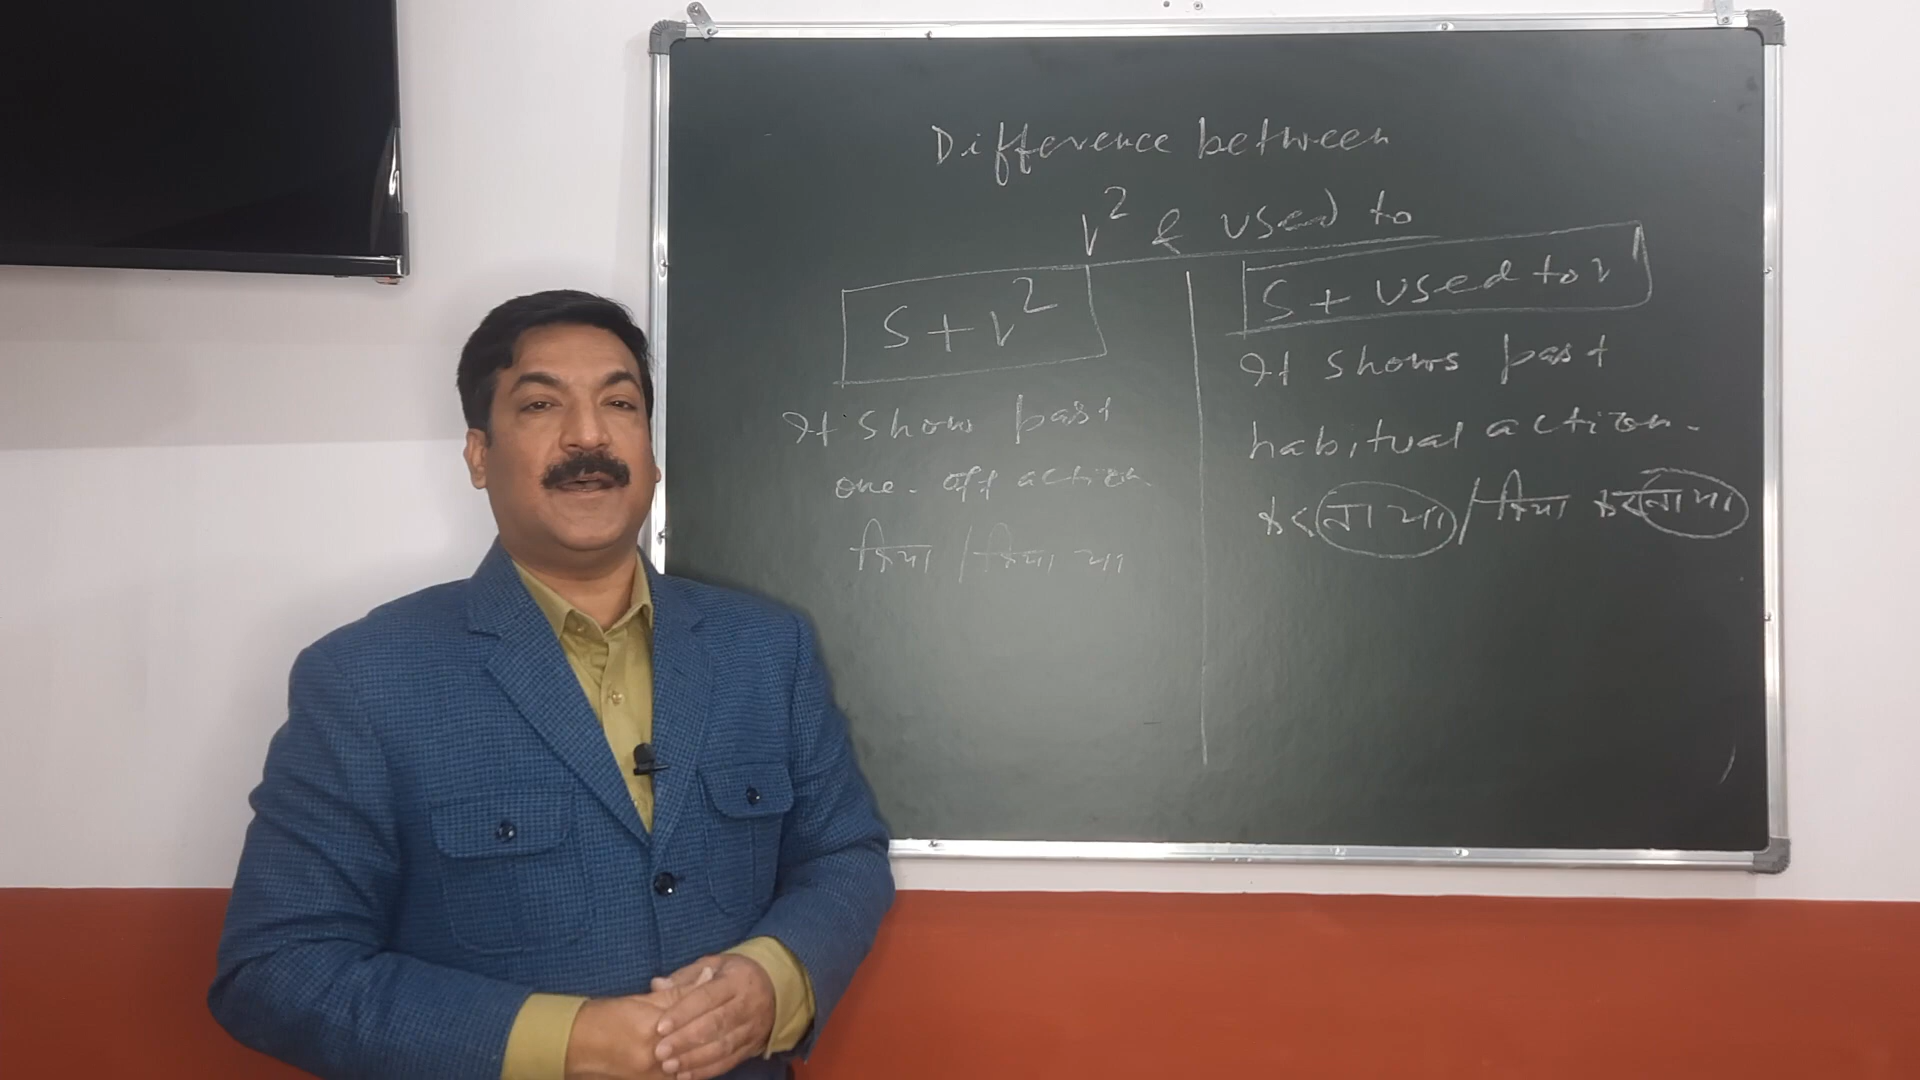 Difference between
V² & used to
S + V²
It shows past
one-off action
किया / किया था
S + used to V¹
It shows past
habitual action.
करता था / किया करता था